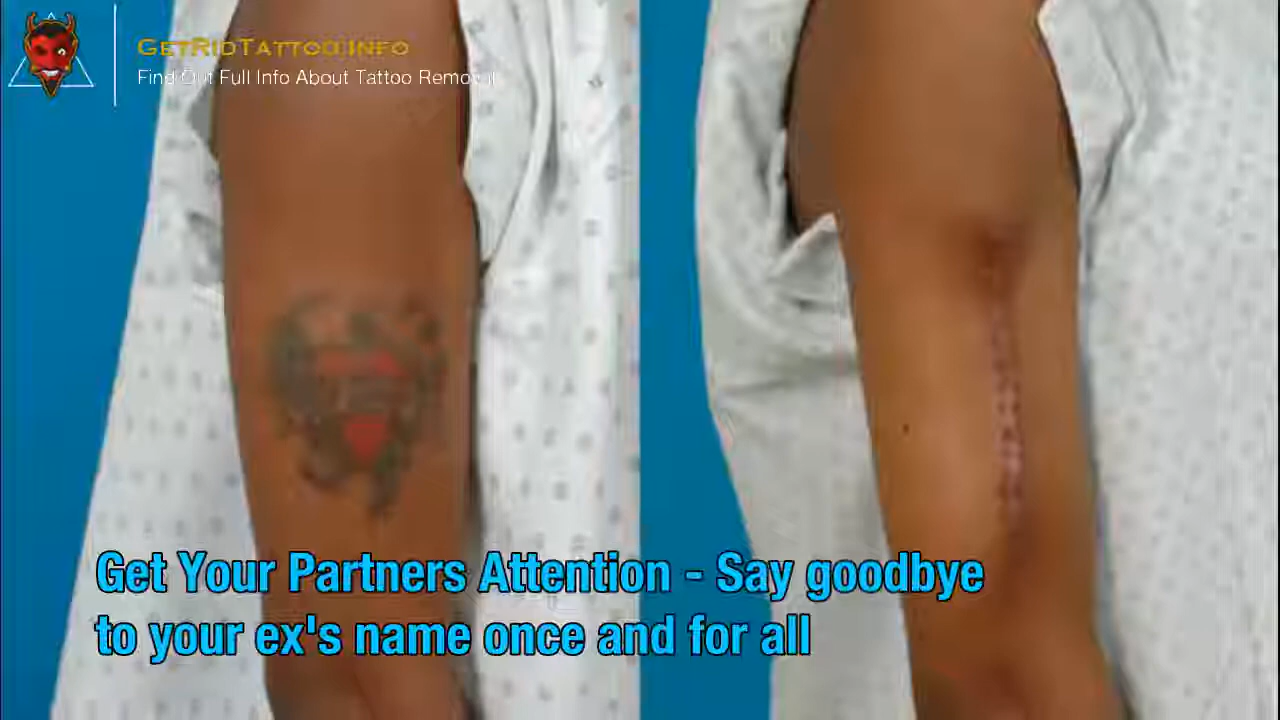 GetRidTattoo.Info
Find Out Full Info About Tattoo Removal
Get Your Partners Attention - Say goodbye
to your ex's name once and for all